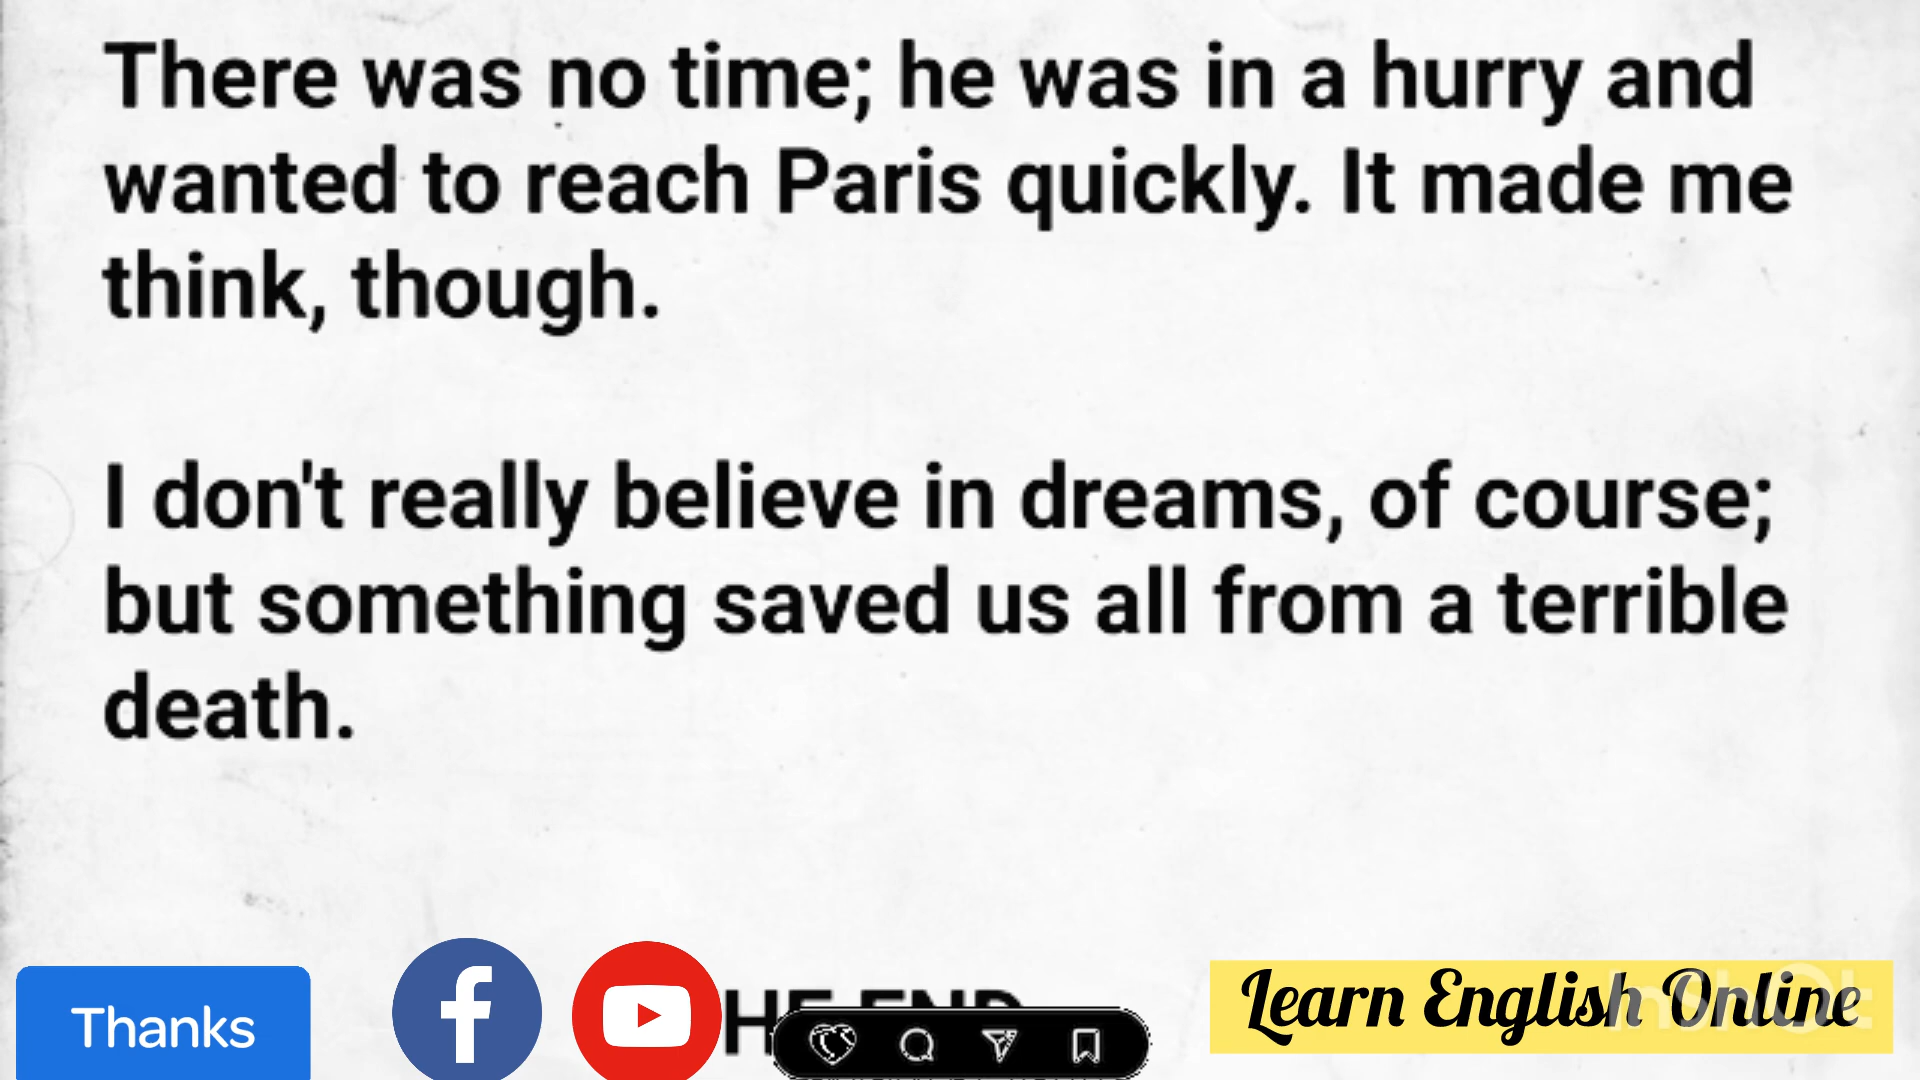 There was no time; he was in a hurry and
wanted to reach Paris quickly. It made me
think, though.
I don't really believe in dreams, of course;
but something saved us all from a terrible
death.
Thanks
END
Learn English Online